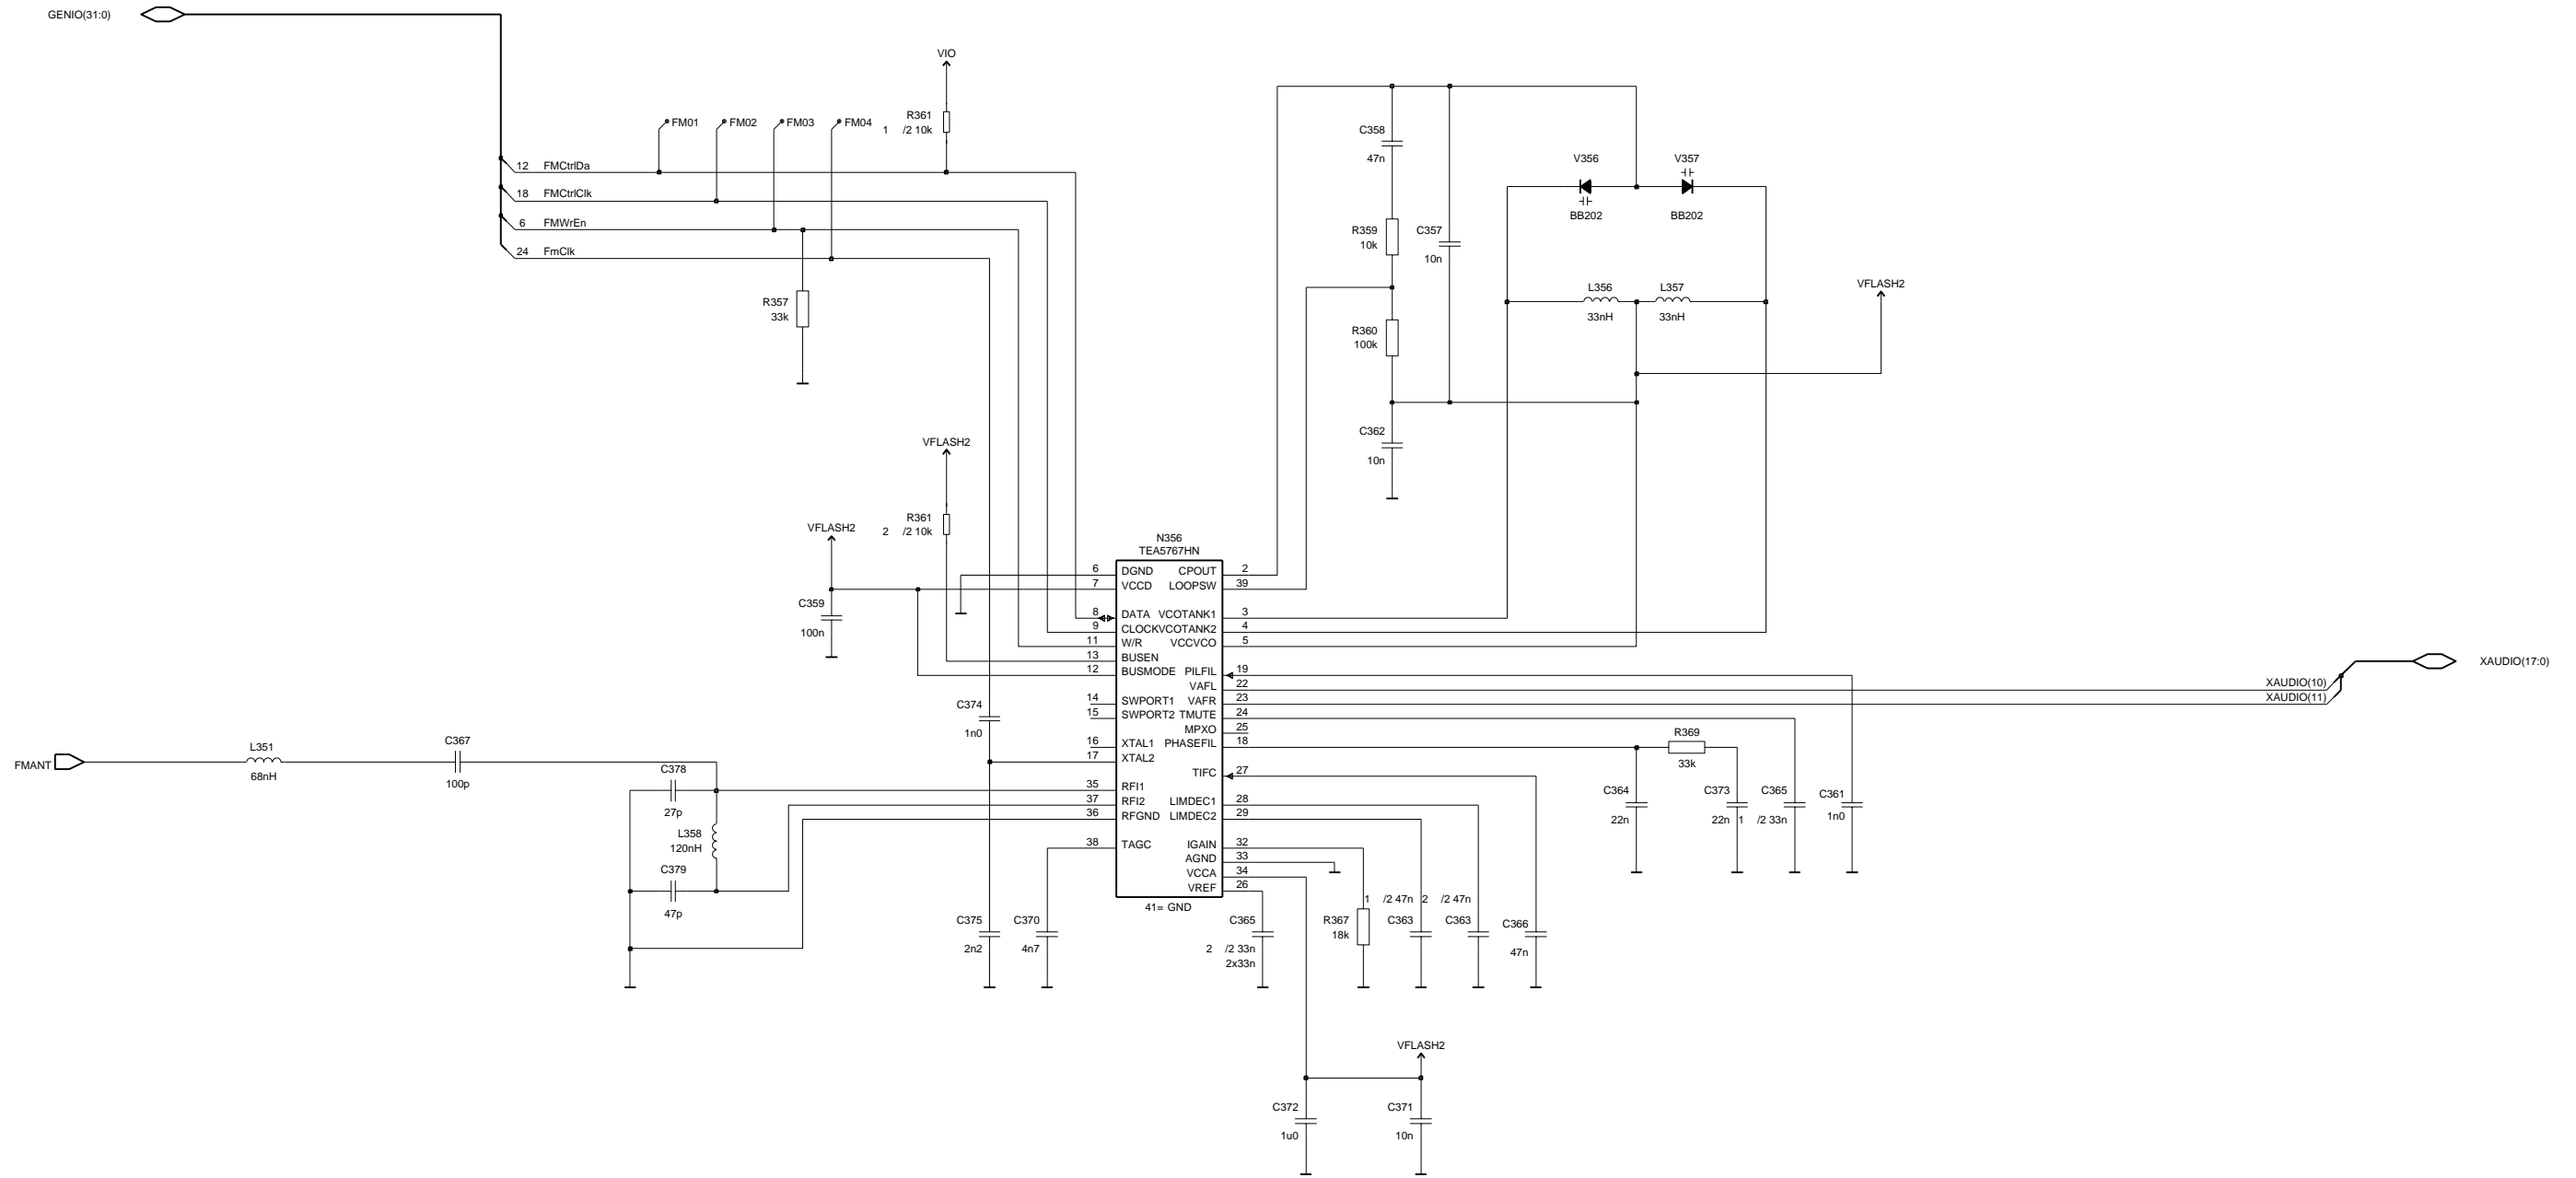 GENIO(31:0)
VIO
R361
1 /2 10k
FM01 FM02 FM03 FM04
12 FMCtrlDa
18 FMCtrlClk
6 FMWrEn
24 FmClk
R357
33k
C358
47n
R359
10k
C357
10n
R360
100k
C362
10n
V356
BB202
V357
BB202
L356
33nH
L357
33nH
VFLASH2
VFLASH2
R361
2 /2 10k
VFLASH2
C359
100n
N356
TEA5767HN
6 DGND CPOUT 2
7 VCCD LOOPSW 39
8 DATA VCOTANK1 3
9 CLOCK VCOTANK2 4
11 W/R VCCVCO 5
13 BUSEN
12 BUSMODE PILFIL 19
VAFL 22
14 SWPORT1 VAFR 23
15 SWPORT2 TMUTE 24
MPXO 25
16 XTAL1 PHASEFIL 18
17 XTAL2
TIFC 27
35 RFI1
37 RFI2 LIMDEC1 28
36 RFGND LIMDEC2 29
38 TAGC IGAIN 32
AGND 33
VCCA 34
VREF 26
41= GND
XAUDIO(17:0)
XAUDIO(10)
XAUDIO(11)
C374
1n0
FMANT
L351
68nH
C367
100p
C378
27p
L358
120nH
C379
47p
C375
2n2
C370
4n7
C365
2 /2 33n
2x33n
R367
18k
1 /2 47n
C363
2 /2 47n
C363
C366
47n
R369
33k
C364
22n
C373
22n
C365
1 /2 33n
C361
1n0
VFLASH2
C372
1u0
C371
10n